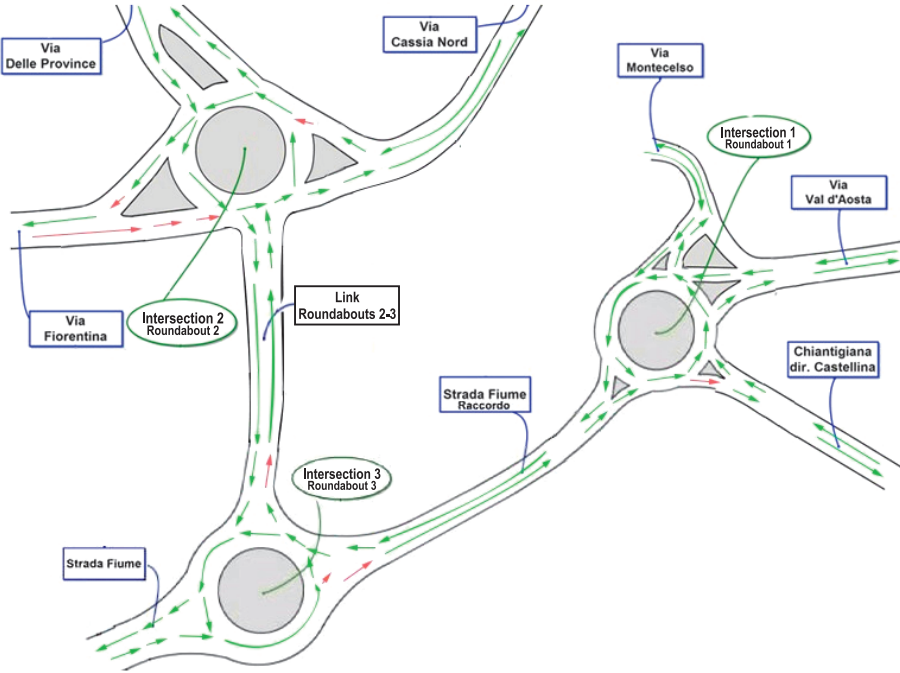 Via
Delle Province
Via
Cassia Nord
Via
Montecelso
Intersection 1
Roundabout 1
Via
Val d'Aosta
Intersection 2
Roundabout 2
Link
Roundabouts 2-3
Via
Fiorentina
Chiantigiana
dir. Castellina
Strada Fiume
Raccordo
Intersection 3
Roundabout 3
Strada Fiume